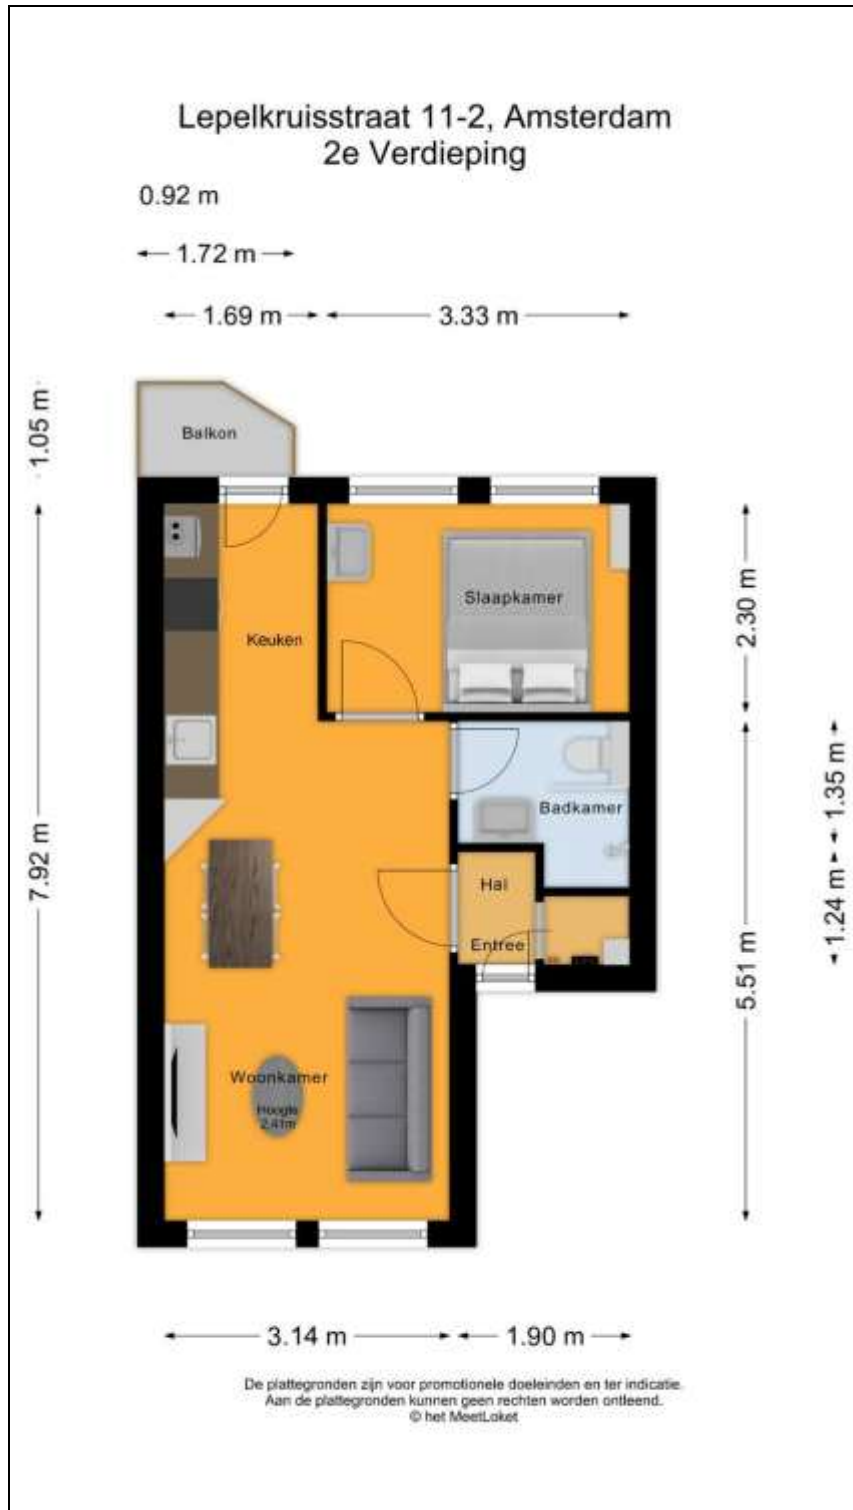 Lepelkruisstraat 11-2, Amsterdam
2e Verdieping
0.92 m
1.72 m
1.69 m
3.33 m
1.05 m
Balkon
7.92 m
Keuken
Slaapkamer
2.30 m
Badkamer
1.35 m
1.24 m
Hal
Entree
5.51 m
Woonkamer
Hoogte
2.41m
3.14 m
1.90 m
De plattegronden zijn voor promotionele doeleinden en ter indicatie.
Aan de plattegronden kunnen geen rechten worden ontleend.
© het MeetLoket